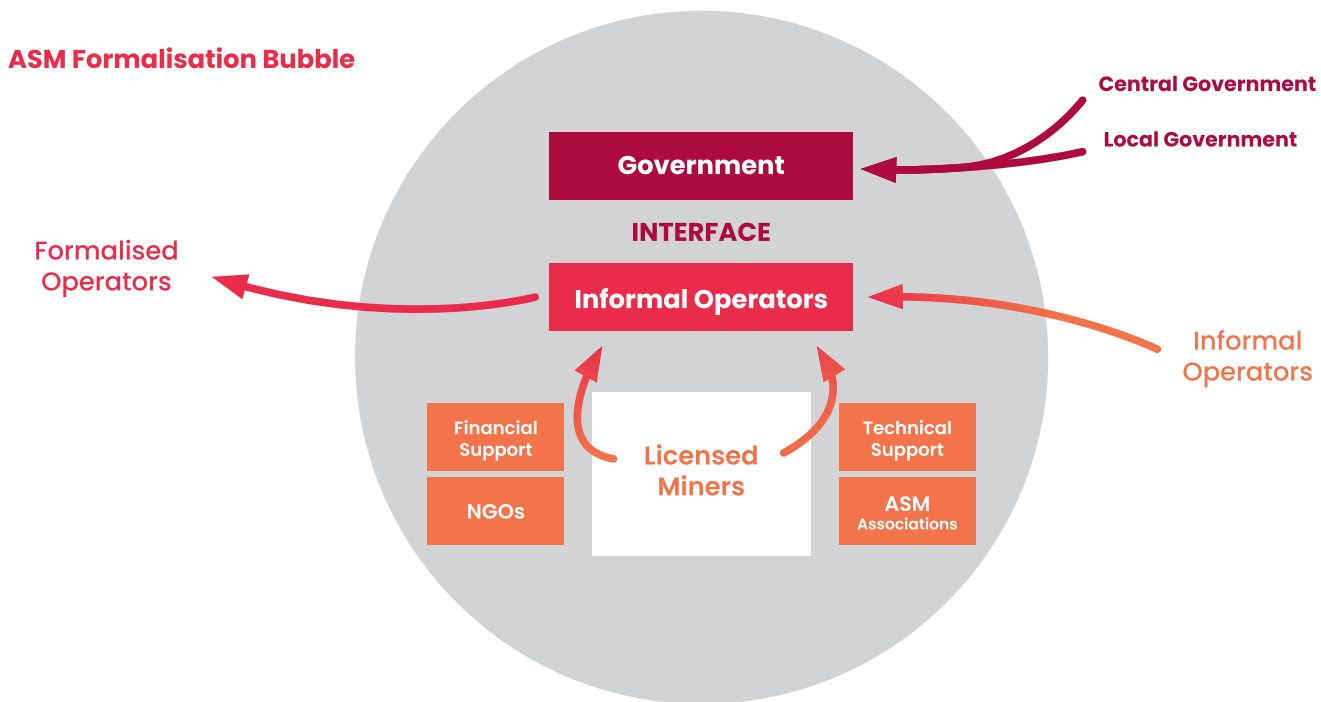 ASM Formalisation Bubble
Central Government
Local Government
Government
INTERFACE
Informal Operators
Formalised
Operators
Informal
Operators
Financial
Support
NGOs
Licensed
Miners
Technical
Support
ASM
Associations